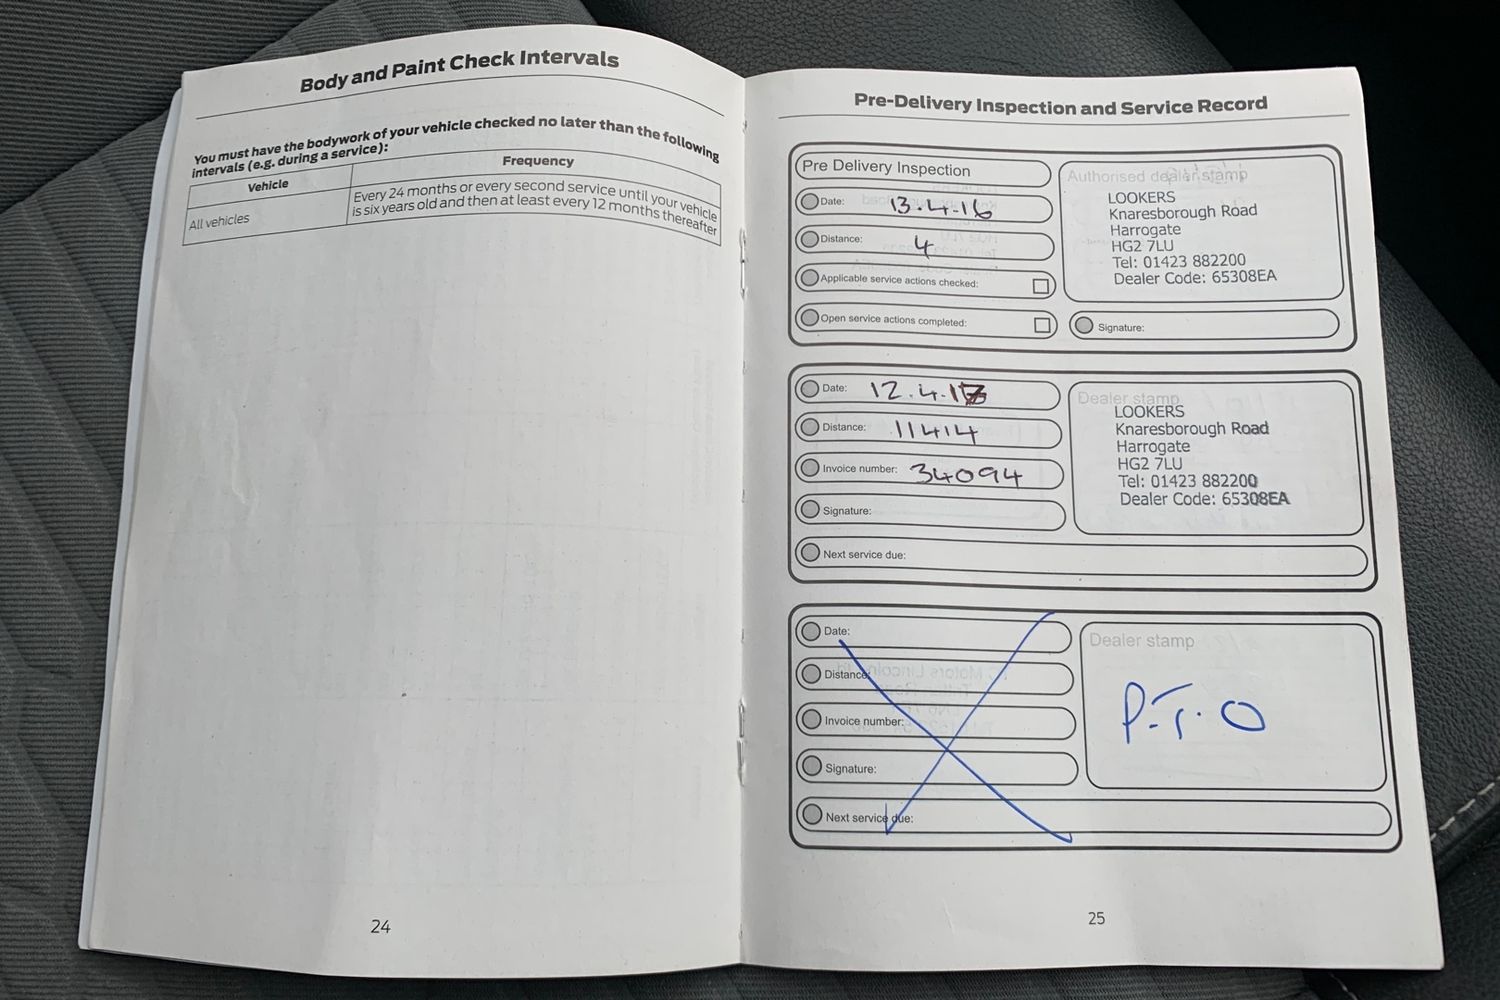 Body and Paint Check Intervals
You must have the bodywork of your vehicle checked no later than the following
intervals (e.g. during a service):
Vehicle
Frequency
All vehicles
Every 24 months or every second service until your vehicle
is six years old and then at least every 12 months thereafter
24
Pre-Delivery Inspection and Service Record
Pre Delivery Inspection
Date: 13.4.16
Distance: 4
Applicable service actions checked:
Open service actions completed:
Authorised dealer stamp
LOOKERS
Knaresborough Road
Harrogate
HG2 7LU
Tel: 01423 882200
Dealer Code: 65308EA
Signature:
Date: 12.4.17
Distance: 11414
Invoice number: 34094
Signature:
Next service due:
Dealer stamp
LOOKERS
Knaresborough Road
Harrogate
HG2 7LU
Tel: 01423 882200
Dealer Code: 65308EA
Date:
Distance:
Invoice number:
Signature:
Next service due:
Dealer stamp
P.T.O
25